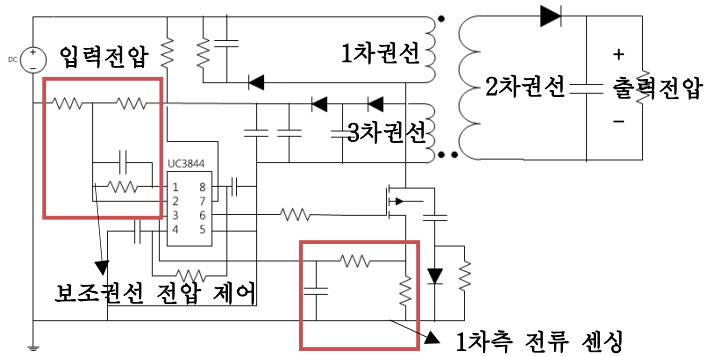 DC
입력전압
1차권선
2차권선
출력전압
3차권선
UC3844
1 8
2 7
3 6
4 5
보조권선 전압 제어
1차측 전류 센싱